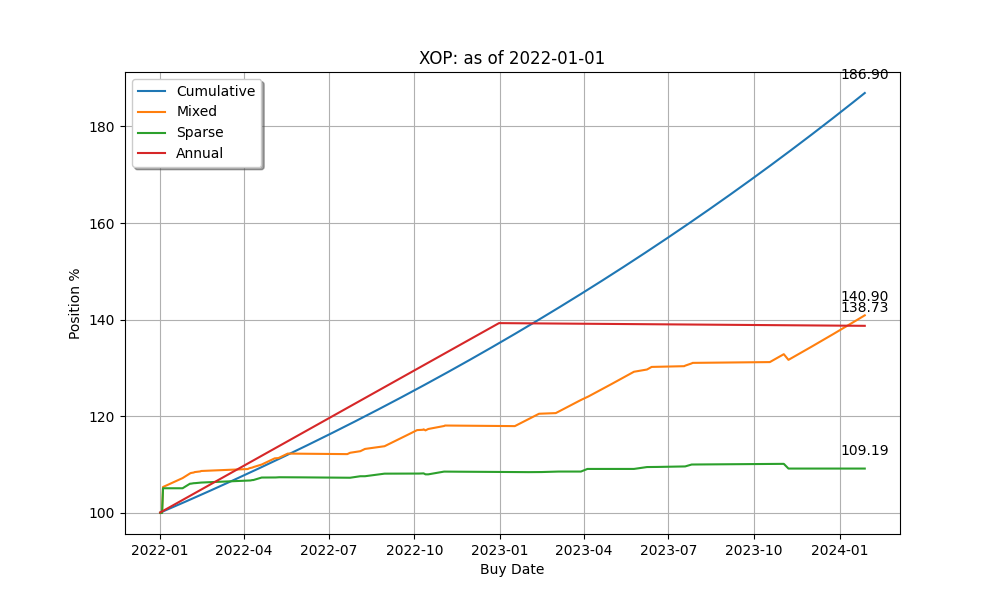 XOP: as of 2022-01-01
186.90
Cumulative
Mixed
Sparse
Annual
180
160
140
120
100
Position %
140.90
138.73
109.19
2022-01
2022-04
2022-07
2022-10
2023-01
2023-04
2023-07
2023-10
2024-01
Buy Date